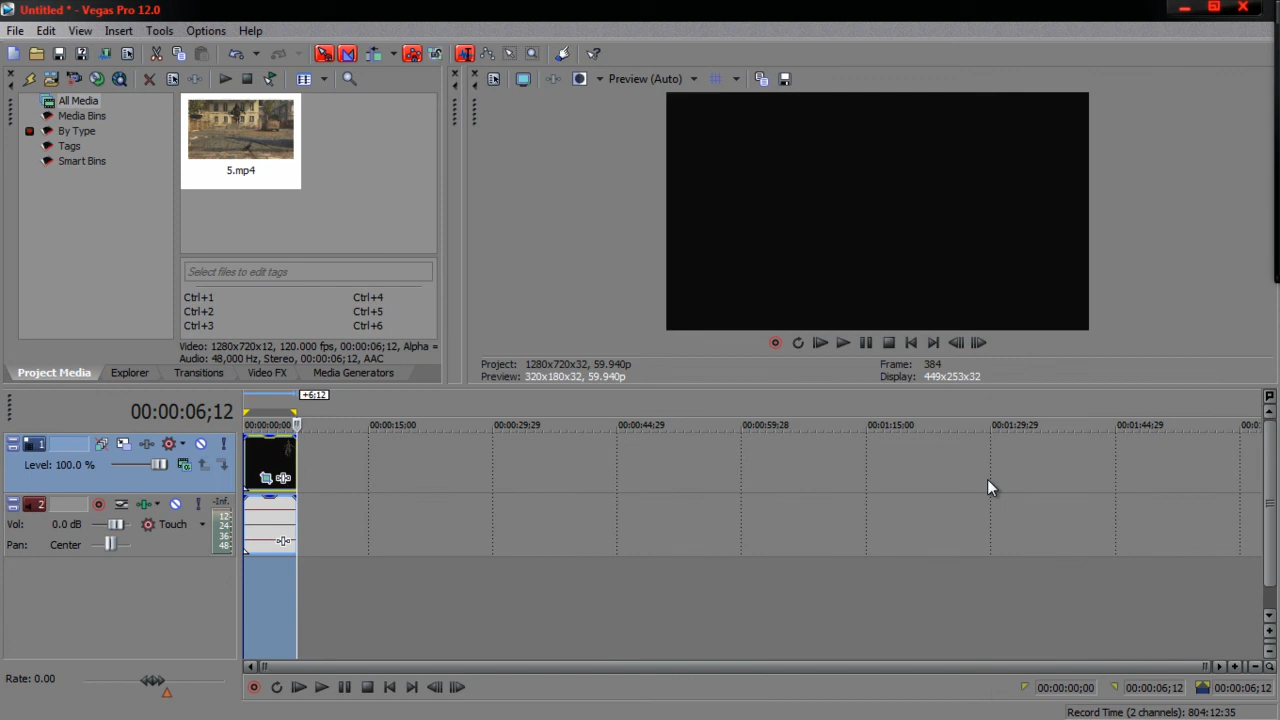 Untitled * - Vegas Pro 12.0
File Edit View Insert Tools Options Help
Preview (Auto)
All Media
Media Bins
By Type
Tags
Smart Bins
5.mp4
Select files to edit tags
Ctrl+1 Ctrl+4
Ctrl+2 Ctrl+5
Ctrl+3 Ctrl+6
Video: 1280x720x12, 120.000 fps, 00:00:06;12, Alpha =
Audio: 48,000 Hz, Stereo, 00:00:06;12, AAC
Project Media Explorer Transitions Video FX Media Generators
Project: 1280x720x32, 59.940p Frame: 384
Preview: 320x180x32, 59.940p Display: 449x253x32
+6;12
00:00:06;12
00:00:00;00 00:00:15;00 00:00:29;29 00:00:44;29 00:00:59;28 00:01:15;00 00:01:29;29 00:01:44;29 00:0
1
Level: 100.0 %
2 -Inf.
12
Vol: 0.0 dB Touch 24
36
Pan: Center 48
Rate: 0.00
00:00:00;00 00:00:06;12 00:00:06;12
Record Time (2 channels): 804:12:35